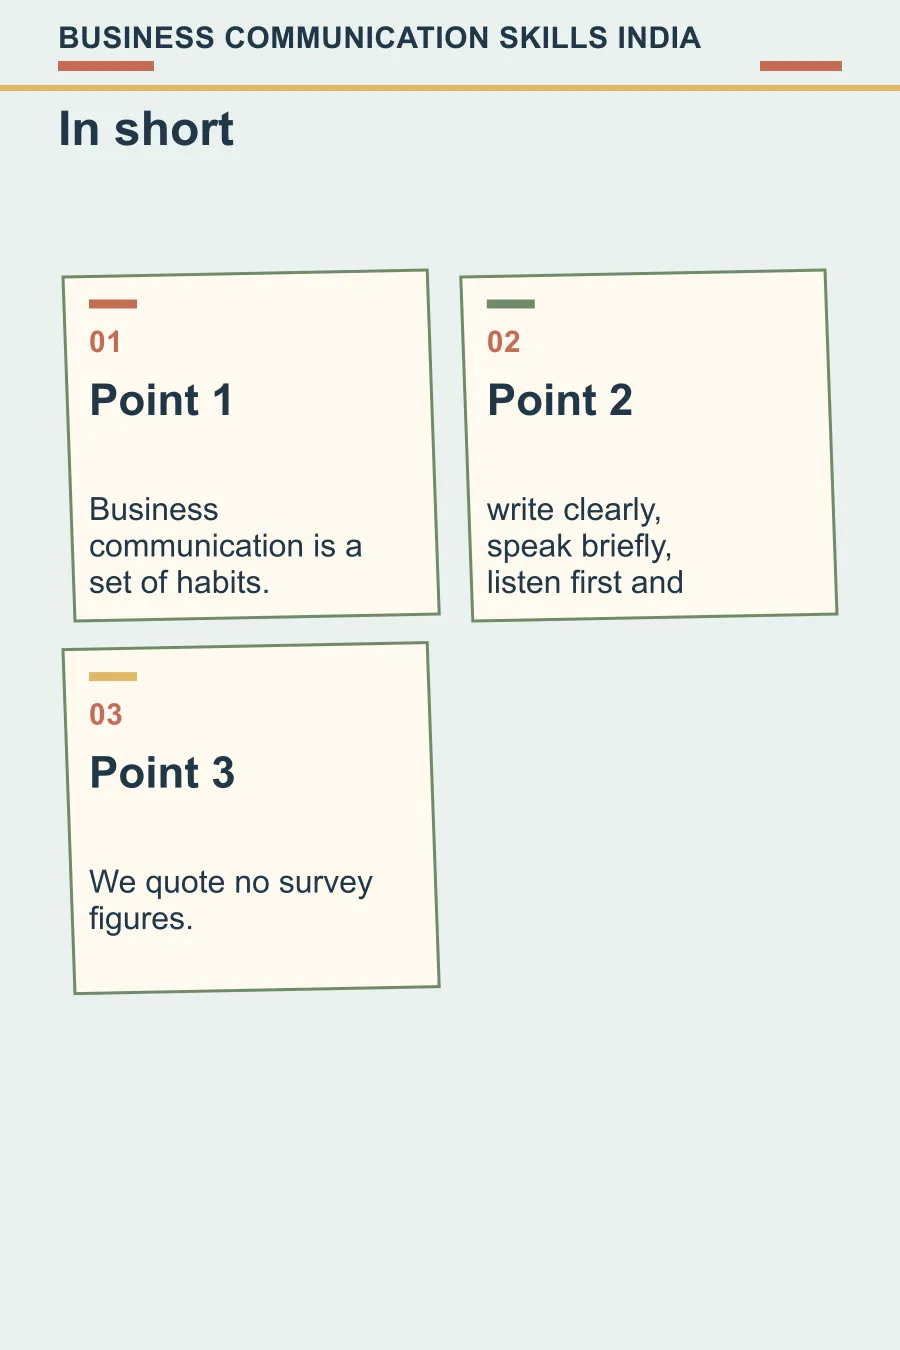 BUSINESS COMMUNICATION SKILLS INDIA
In short
01
Point 1
Business
communication is a
set of habits.
02
Point 2
write clearly,
speak briefly,
listen first and
03
Point 3
We quote no survey
figures.